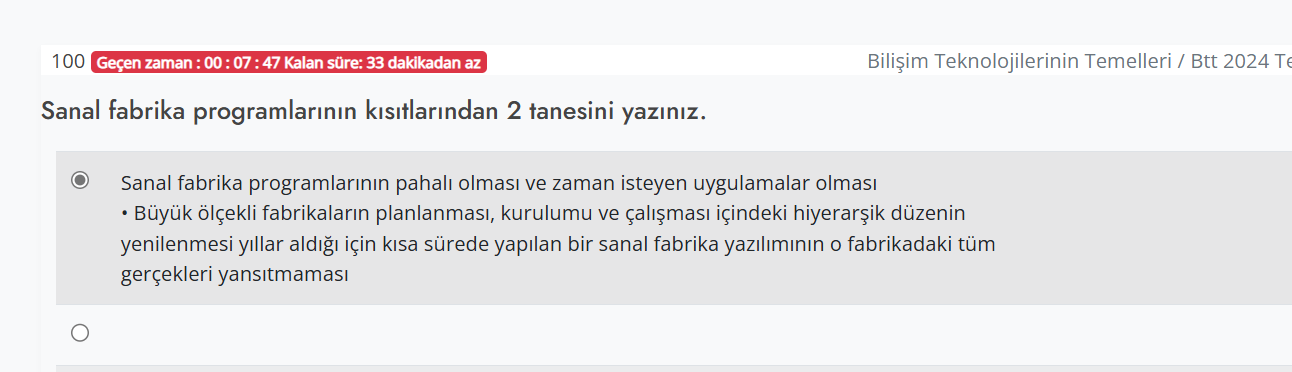 100 Geçen zaman : 00 : 07 : 47 Kalan süre: 33 dakikadan az Bilişim Teknolojilerinin Temelleri / Btt 2024 Te
Sanal fabrika programlarının kısıtlarından 2 tanesini yazınız.
Sanal fabrika programlarının pahalı olması ve zaman isteyen uygulamalar olması
• Büyük ölçekli fabrikaların planlanması, kurulumu ve çalışması içindeki hiyerarşik düzenin
yenilenmesi yıllar aldığı için kısa sürede yapılan bir sanal fabrika yazılımının o fabrikadaki tüm
gerçekleri yansıtmaması